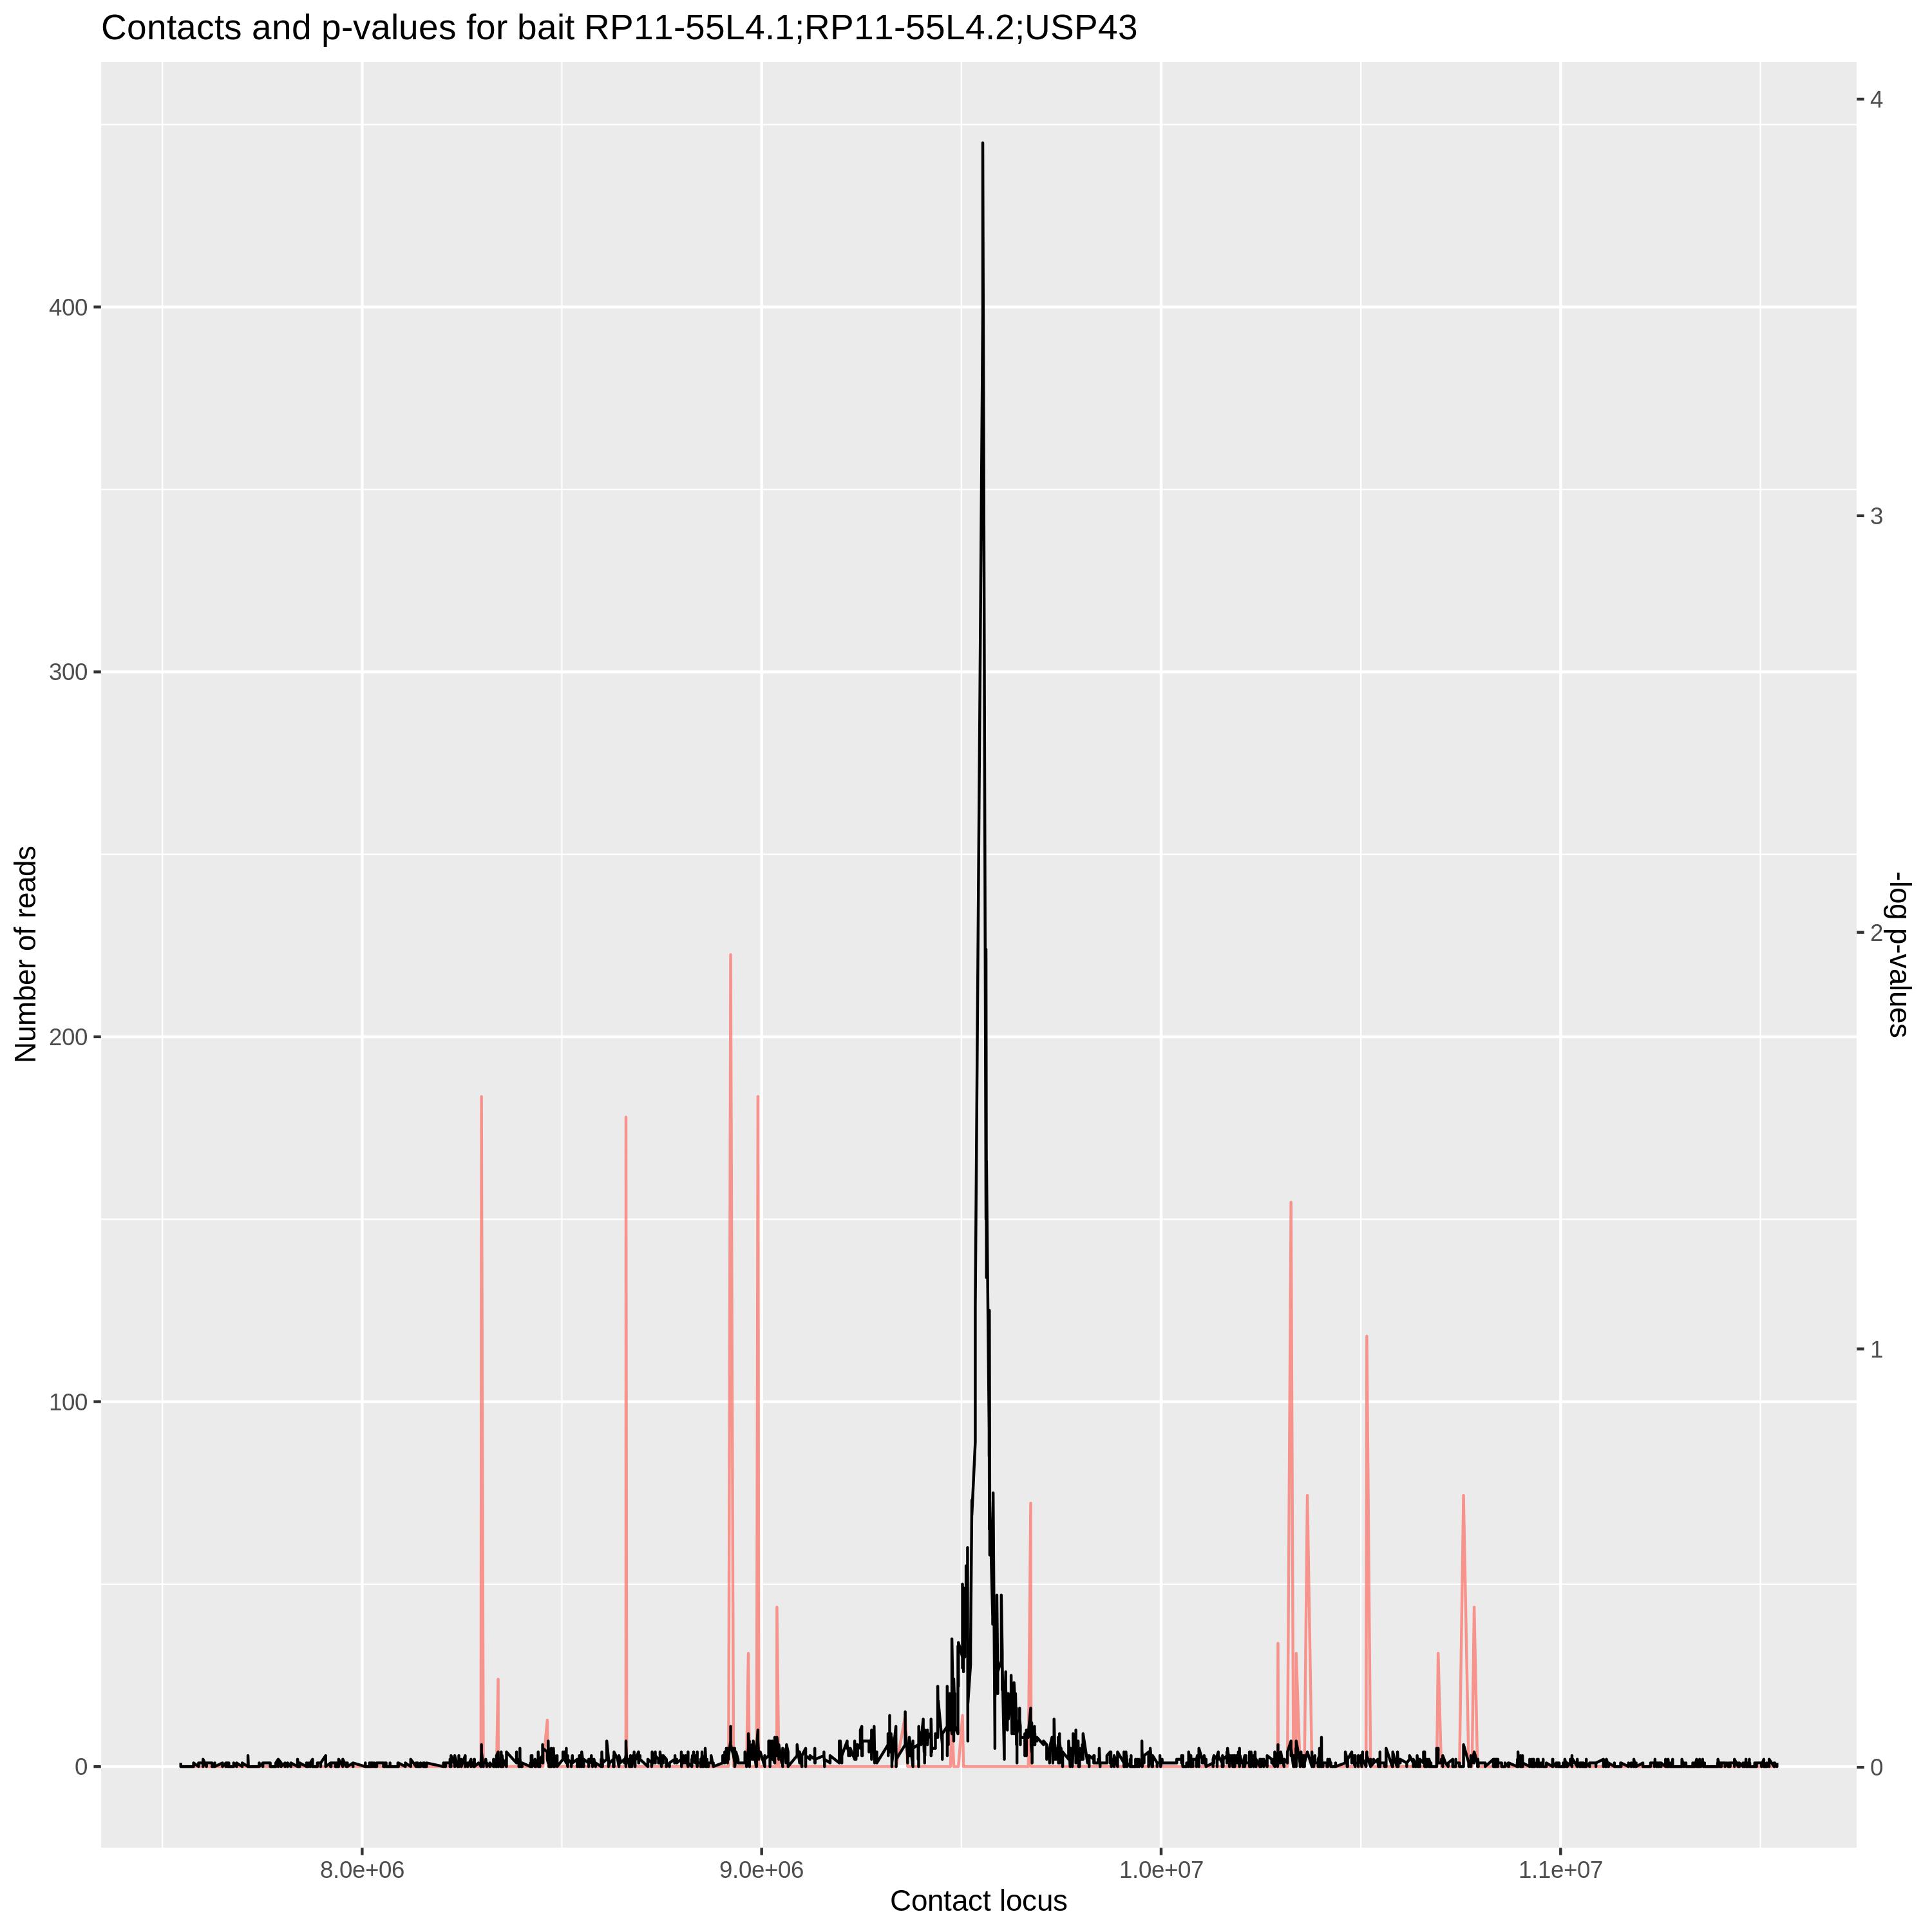 Contacts and p-values for bait RP11-55L4.1;RP11-55L4.2;USP43
Number of reads
400
300
200
100
0
4
3
2
1
0
-log p-values
8.0e+06
9.0e+06
1.0e+07
1.1e+07
Contact locus